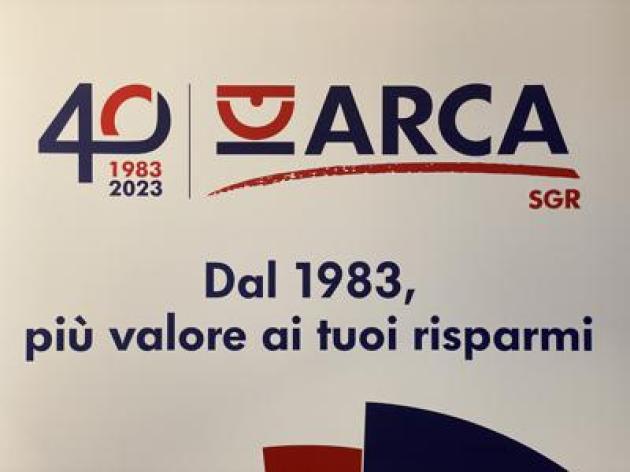 40
1983
2023
ARCA
SGR
Dal 1983,
più valore ai tuoi risparmi